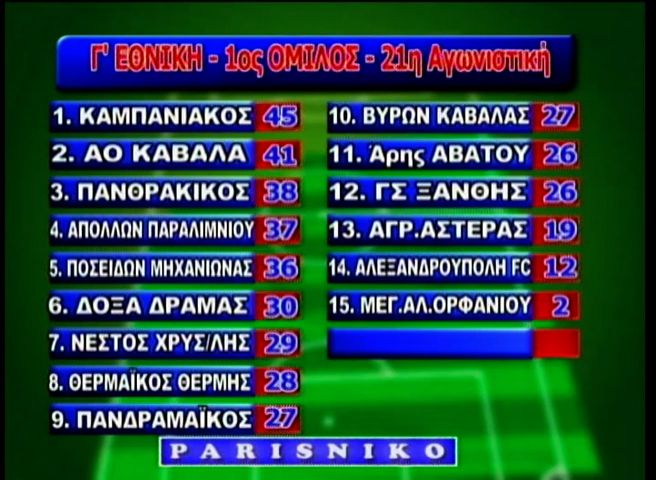 Γ' ΕΘΝΙΚΗ - 1ος ΟΜΙΛΟΣ - 21η Αγωνιστική
1. ΚΑΜΠΑΝΙΑΚΟΣ 45
2. ΑΟ ΚΑΒΑΛΑ 41
3. ΠΑΝΘΡΑΚΙΚΟΣ 38
4. ΑΠΟΛΛΩΝ ΠΑΡΑΛΙΜΝΙΟΥ 37
5. ΠΟΣΕΙΔΩΝ ΜΗΧΑΝΙΩΝΑΣ 36
6. ΔΟΞΑ ΔΡΑΜΑΣ 30
7. ΝΕΣΤΟΣ ΧΡΥΣ/ΛΗΣ 29
8. ΘΕΡΜΑΪΚΟΣ ΘΕΡΜΗΣ 28
9. ΠΑΝΔΡΑΜΑΪΚΟΣ 27
10. ΒΥΡΩΝ ΚΑΒΑΛΑΣ 27
11. Άρης ΑΒΑΤΟΥ 26
12. ΓΣ ΞΑΝΘΗΣ 26
13. ΑΓΡ.ΑΣΤΕΡΑΣ 19
14. ΑΛΕΞΑΝΔΡΟΥΠΟΛΗ FC 12
15. ΜΕΓ.ΑΛ.ΟΡΦΑΝΙΟΥ 2
PARISNIKO